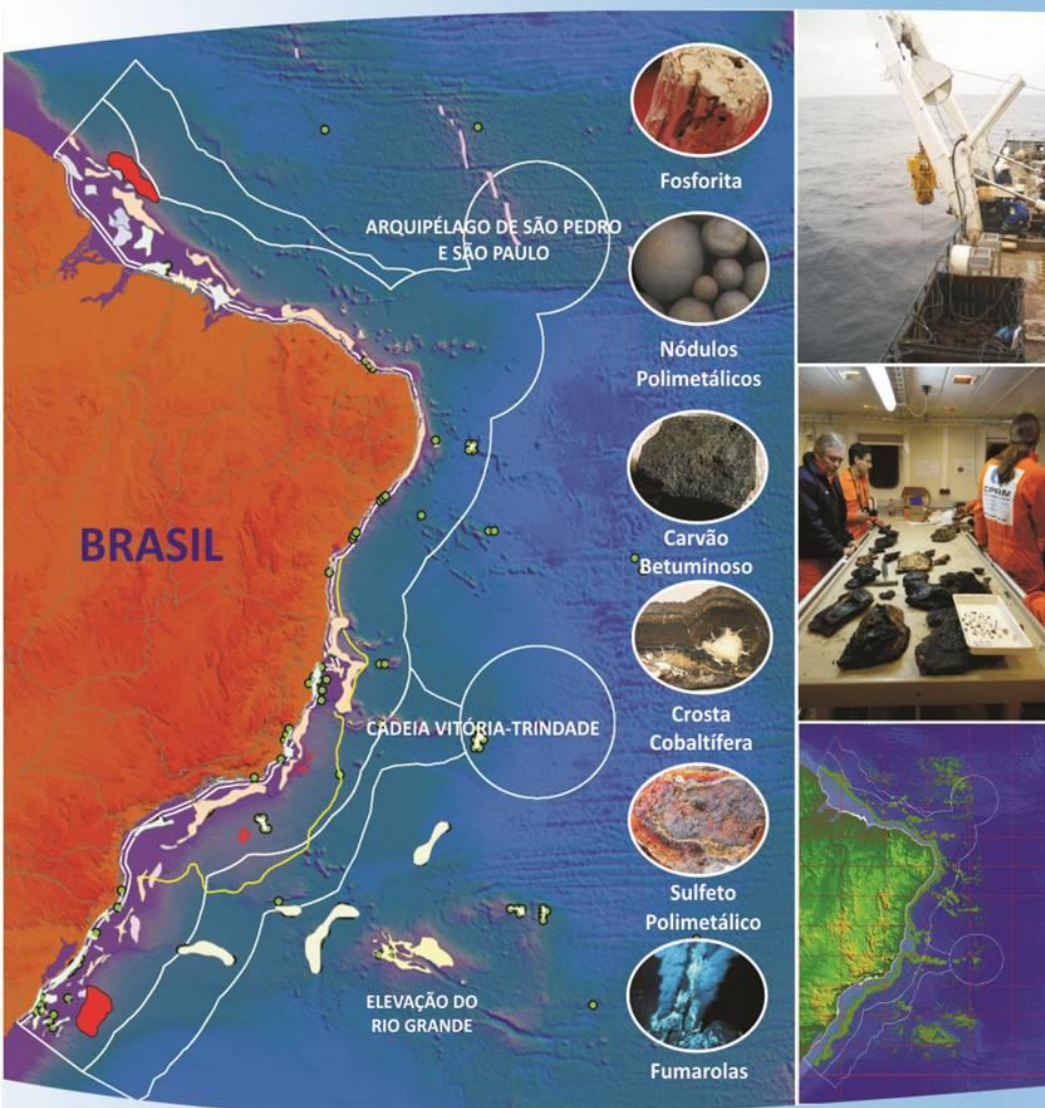 Fosforita
ARQUIPÉLAGO DE SÃO PEDRO
E SÃO PAULO
Nódulos
Polimetálicos
BRASIL
Carvão
Betuminoso
Crosta
Cobaltífera
CADEIA VITÓRIA-TRINDADE
Sulfeto
Polimetálico
ELEVAÇÃO DO
RIO GRANDE
Fumarolas
CPRM